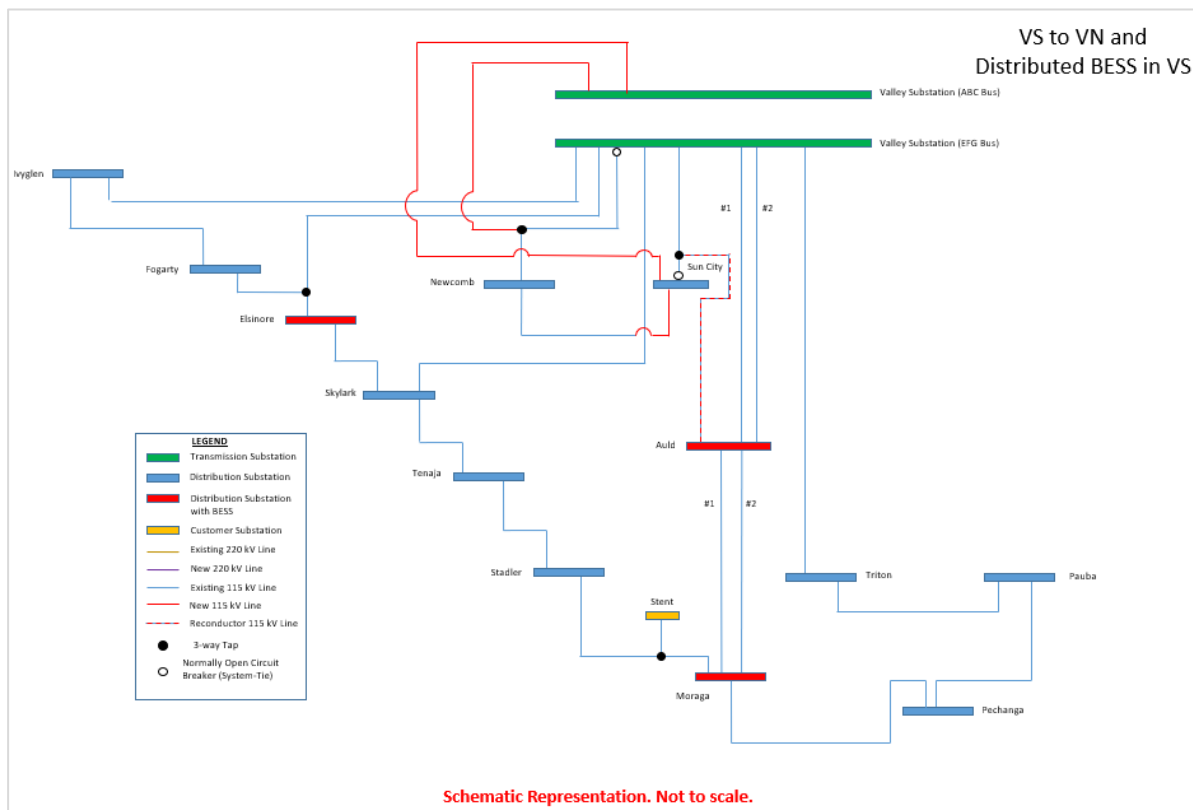 VS to VN and
Distributed BESS in VS
Valley Substation (ABC Bus)
Valley Substation (EFG Bus)
Ivyglen
#1
#2
Fogarty
Newcomb
Sun City
Elsinore
Skylark
LEGEND
Transmission Substation
Distribution Substation
Distribution Substation
with BESS
Customer Substation
Existing 220 kV Line
New 220 kV Line
Existing 115 kV Line
New 115 kV Line
Reconductor 115 kV Line
3-way Tap
Normally Open Circuit
Breaker (System-Tie)
Auld
Tenaja
#1
#2
Stadler
Triton
Pauba
Stent
Moraga
Pechanga
Schematic Representation. Not to scale.